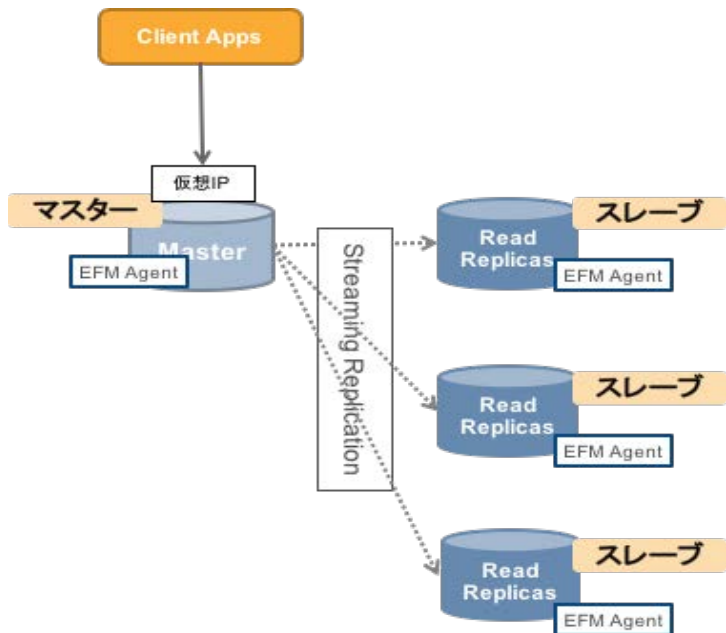 Client Apps
仮想IP
マスター
Master
EFM Agent
Streaming Replication
スレーブ
Read
Replicas
EFM Agent
スレーブ
Read
Replicas
EFM Agent
スレーブ
Read
Replicas
EFM Agent